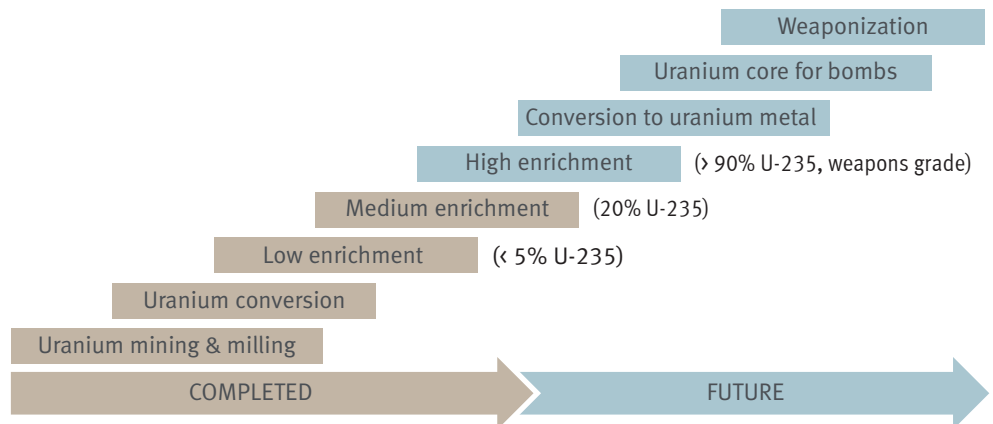 Weaponization
Uranium core for bombs
Conversion to uranium metal
High enrichment (> 90% U-235, weapons grade)
Medium enrichment (20% U-235)
Low enrichment (< 5% U-235)
Uranium conversion
Uranium mining & milling
COMPLETED FUTURE